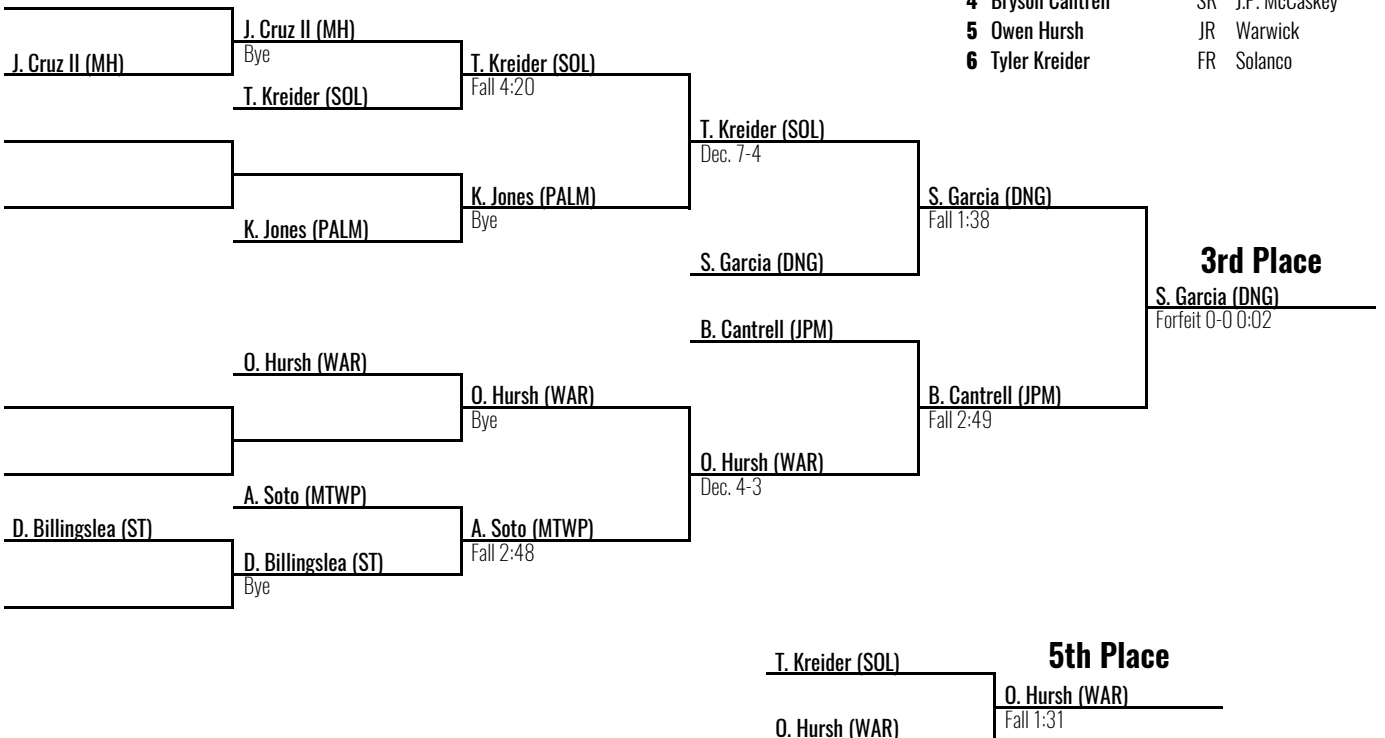 4 Bryson Cantrell SR J.P. McCaskey
5 Owen Hursh JR Warwick
6 Tyler Kreider FR Solanco
J. Cruz II (MH)
J. Cruz II (MH)
Bye
T. Kreider (SOL)
T. Kreider (SOL)
Fall 4:20
K. Jones (PALM)
K. Jones (PALM)
Bye
T. Kreider (SOL)
Dec. 7-4
S. Garcia (DNG)
S. Garcia (DNG)
Fall 1:38
3rd Place
S. Garcia (DNG)
Forfeit 0-0 0:02
B. Cantrell (JPM)
B. Cantrell (JPM)
Fall 2:49
O. Hursh (WAR)
O. Hursh (WAR)
Bye
O. Hursh (WAR)
Dec. 4-3
A. Soto (MTWP)
A. Soto (MTWP)
Fall 2:48
D. Billingslea (ST)
D. Billingslea (ST)
Bye
5th Place
T. Kreider (SOL)
O. Hursh (WAR)
Fall 1:31
O. Hursh (WAR)